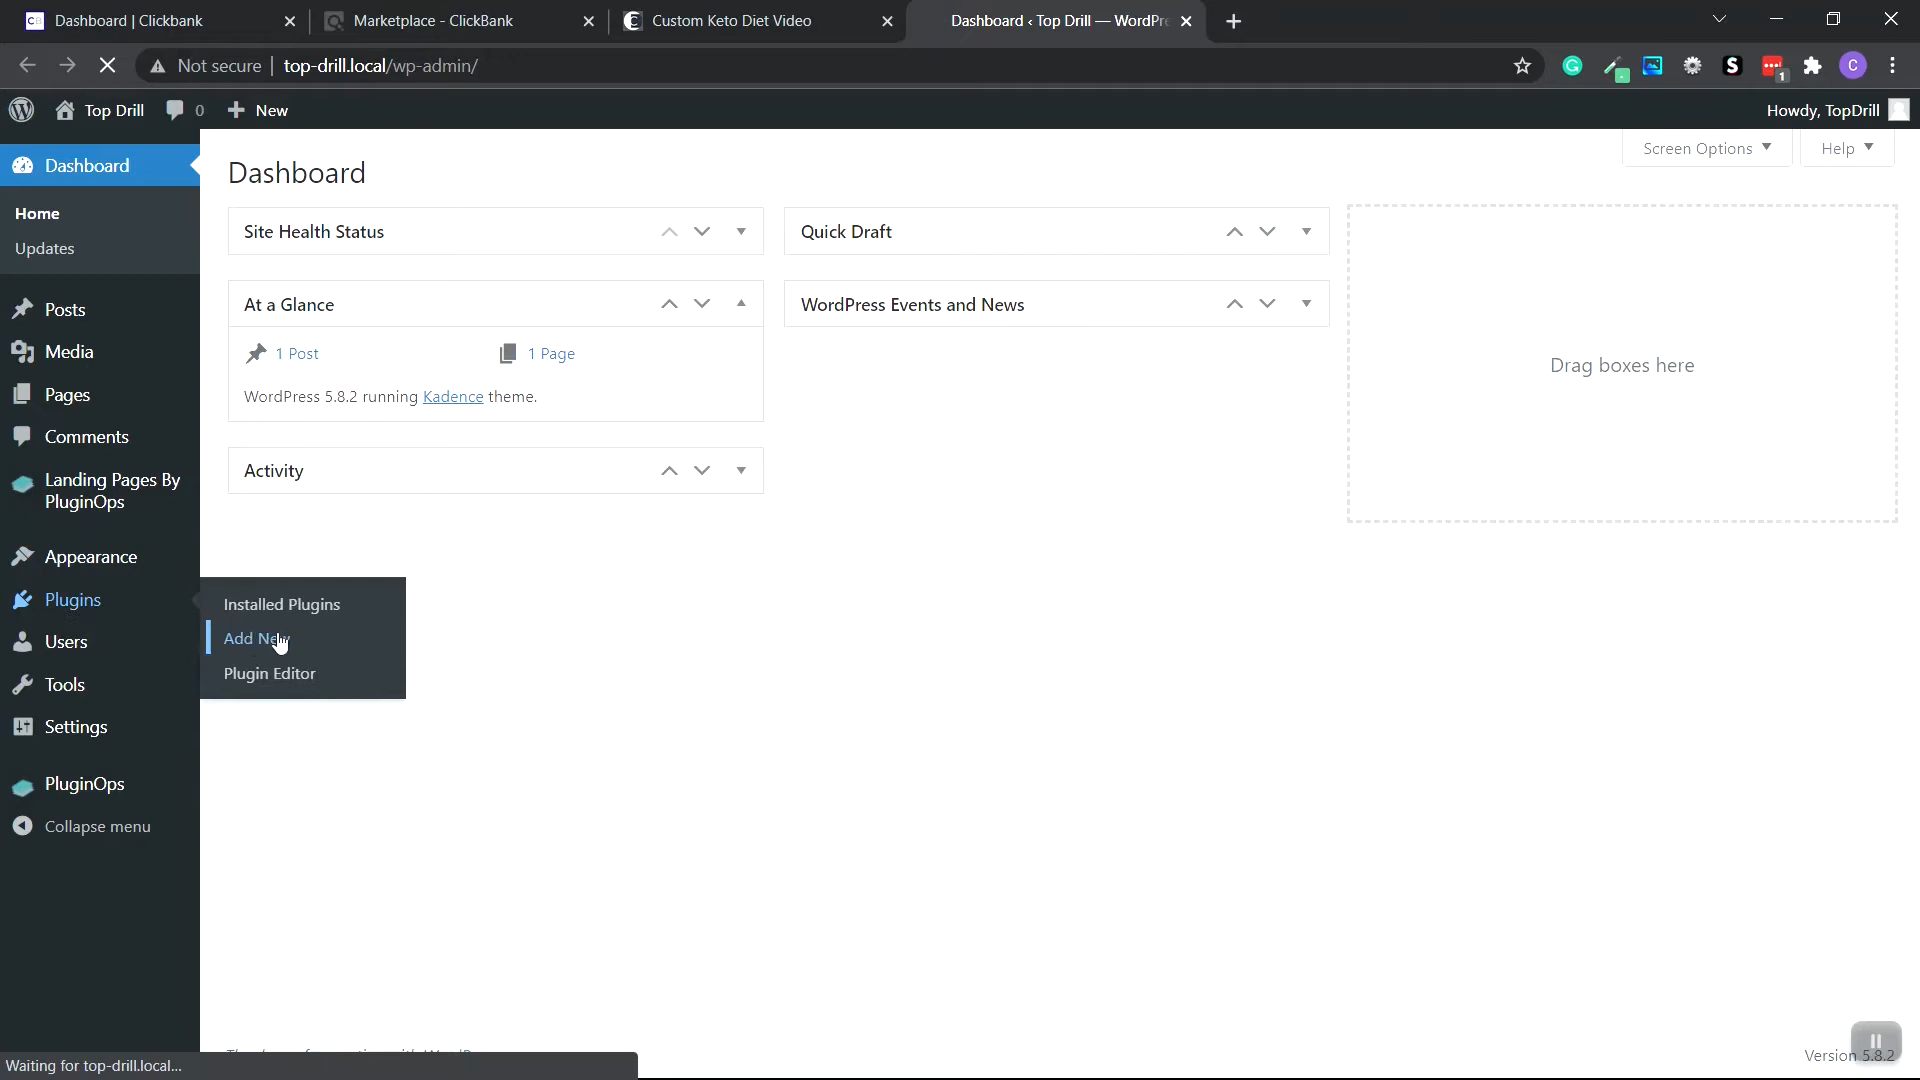 Dashboard | Clickbank
Marketplace - ClickBank
Custom Keto Diet Video
Dashboard ‹ Top Drill — WordPre
Not secure
top-drill.local/wp-admin/
1
C
Top Drill
0
New
Howdy, TopDrill
Dashboard
Home
Updates
Posts
Media
Pages
Comments
Landing Pages By
PluginOps
Appearance
Plugins
Users
Tools
Settings
PluginOps
Collapse menu
Installed Plugins
Add New
Plugin Editor
Dashboard
Screen Options
Help
Site Health Status
At a Glance
1 Post
1 Page
WordPress 5.8.2 running Kadence theme.
Activity
Quick Draft
WordPress Events and News
Drag boxes here
Version 5.8.2
Waiting for top-drill.local...